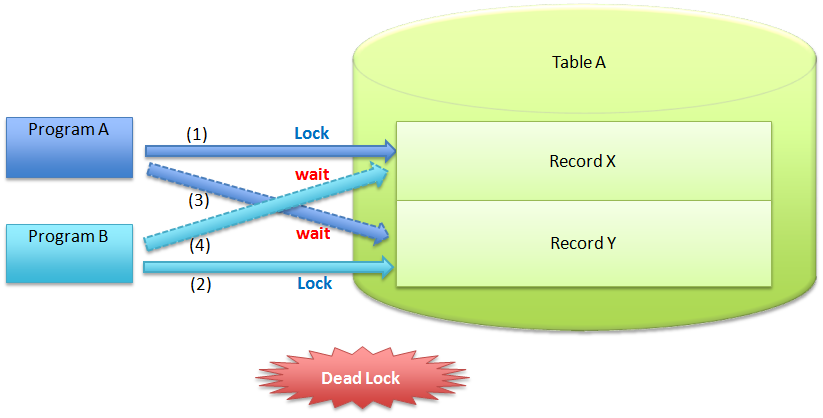 Table A
Program A
(1)
Lock
Record X
wait
(3)
Program B
wait
(4)
Record Y
(2)
Lock
Dead Lock